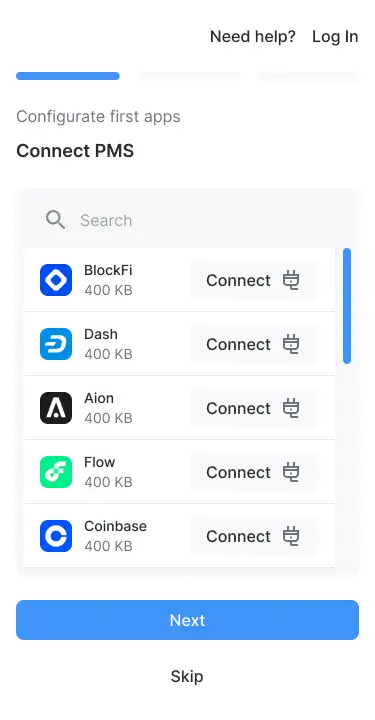 Need help? Log In
Configurate first apps
Connect PMS
Search
BlockFi
400 KB
Connect
Dash
400 KB
Connect
Aion
400 KB
Connect
Flow
400 KB
Connect
Coinbase
400 KB
Connect
Next
Skip